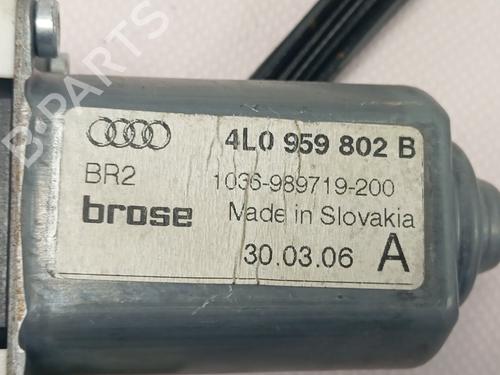 4L0 959 802 B
BR2 1036-989719-200
brose Made in Slovakia
30.03.06 A
B-PARTS